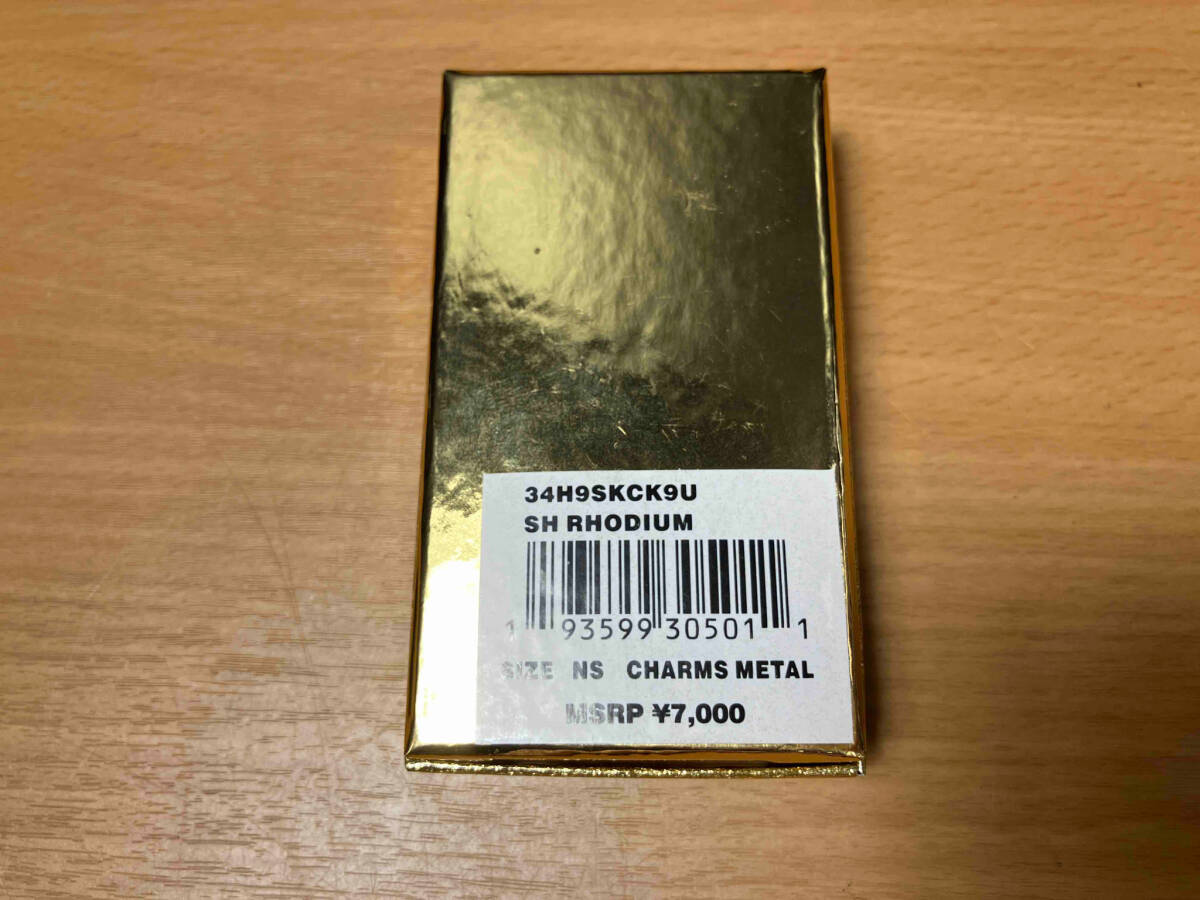 34H9SKCK9U
SH RHODIUM
1 93599 30501 1
SIZE NS CHARMS METAL
MSRP ¥7,000